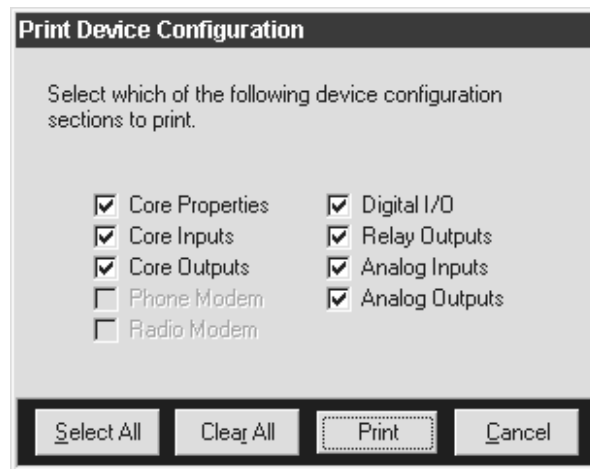 Print Device Configuration
Select which of the following device configuration
sections to print.
Core Properties
Core Inputs
Core Outputs
Phone Modem
Radio Modem
Digital I/O
Relay Outputs
Analog Inputs
Analog Outputs
Select All
Clear All
Print
Cancel